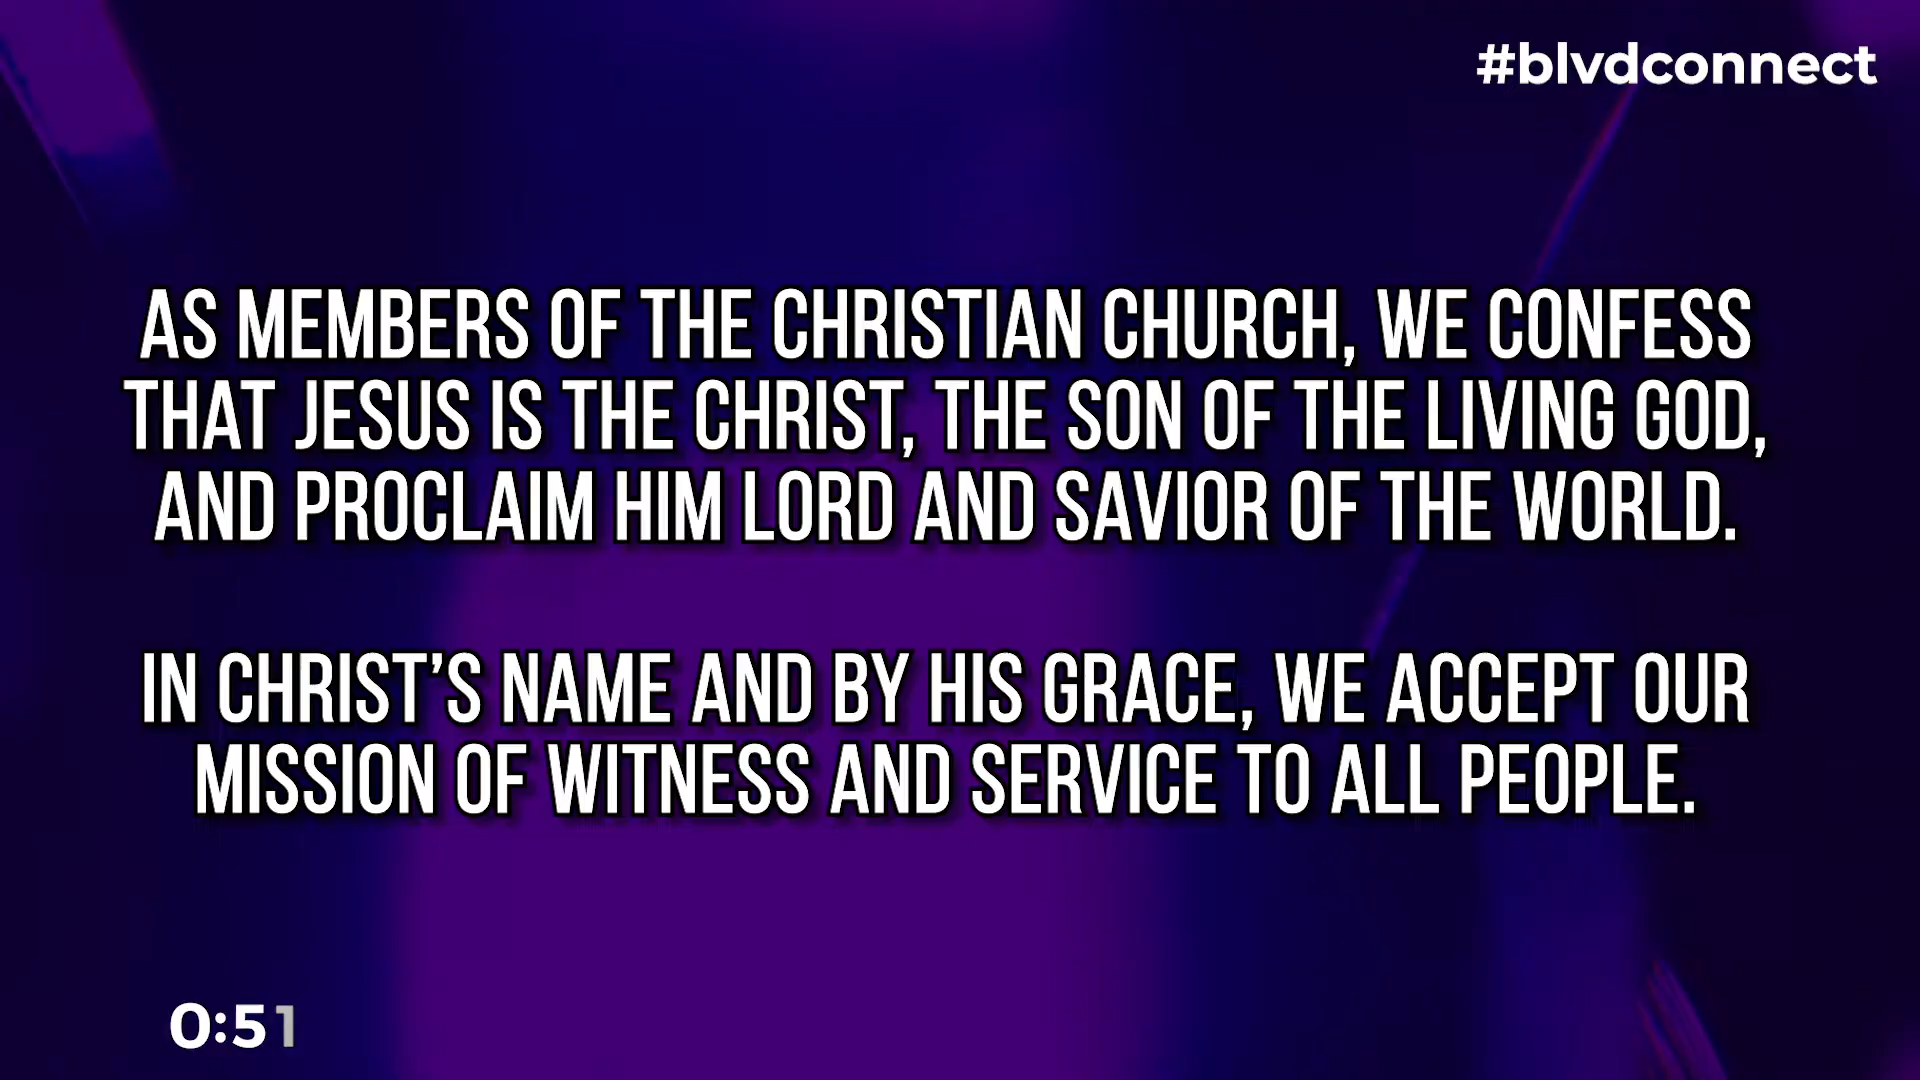 #blvdconnect
AS MEMBERS OF THE CHRISTIAN CHURCH, WE CONFESS
THAT JESUS IS THE CHRIST, THE SON OF THE LIVING GOD,
AND PROCLAIM HIM LORD AND SAVIOR OF THE WORLD.
IN CHRIST’S NAME AND BY HIS GRACE, WE ACCEPT OUR
MISSION OF WITNESS AND SERVICE TO ALL PEOPLE.
0:51